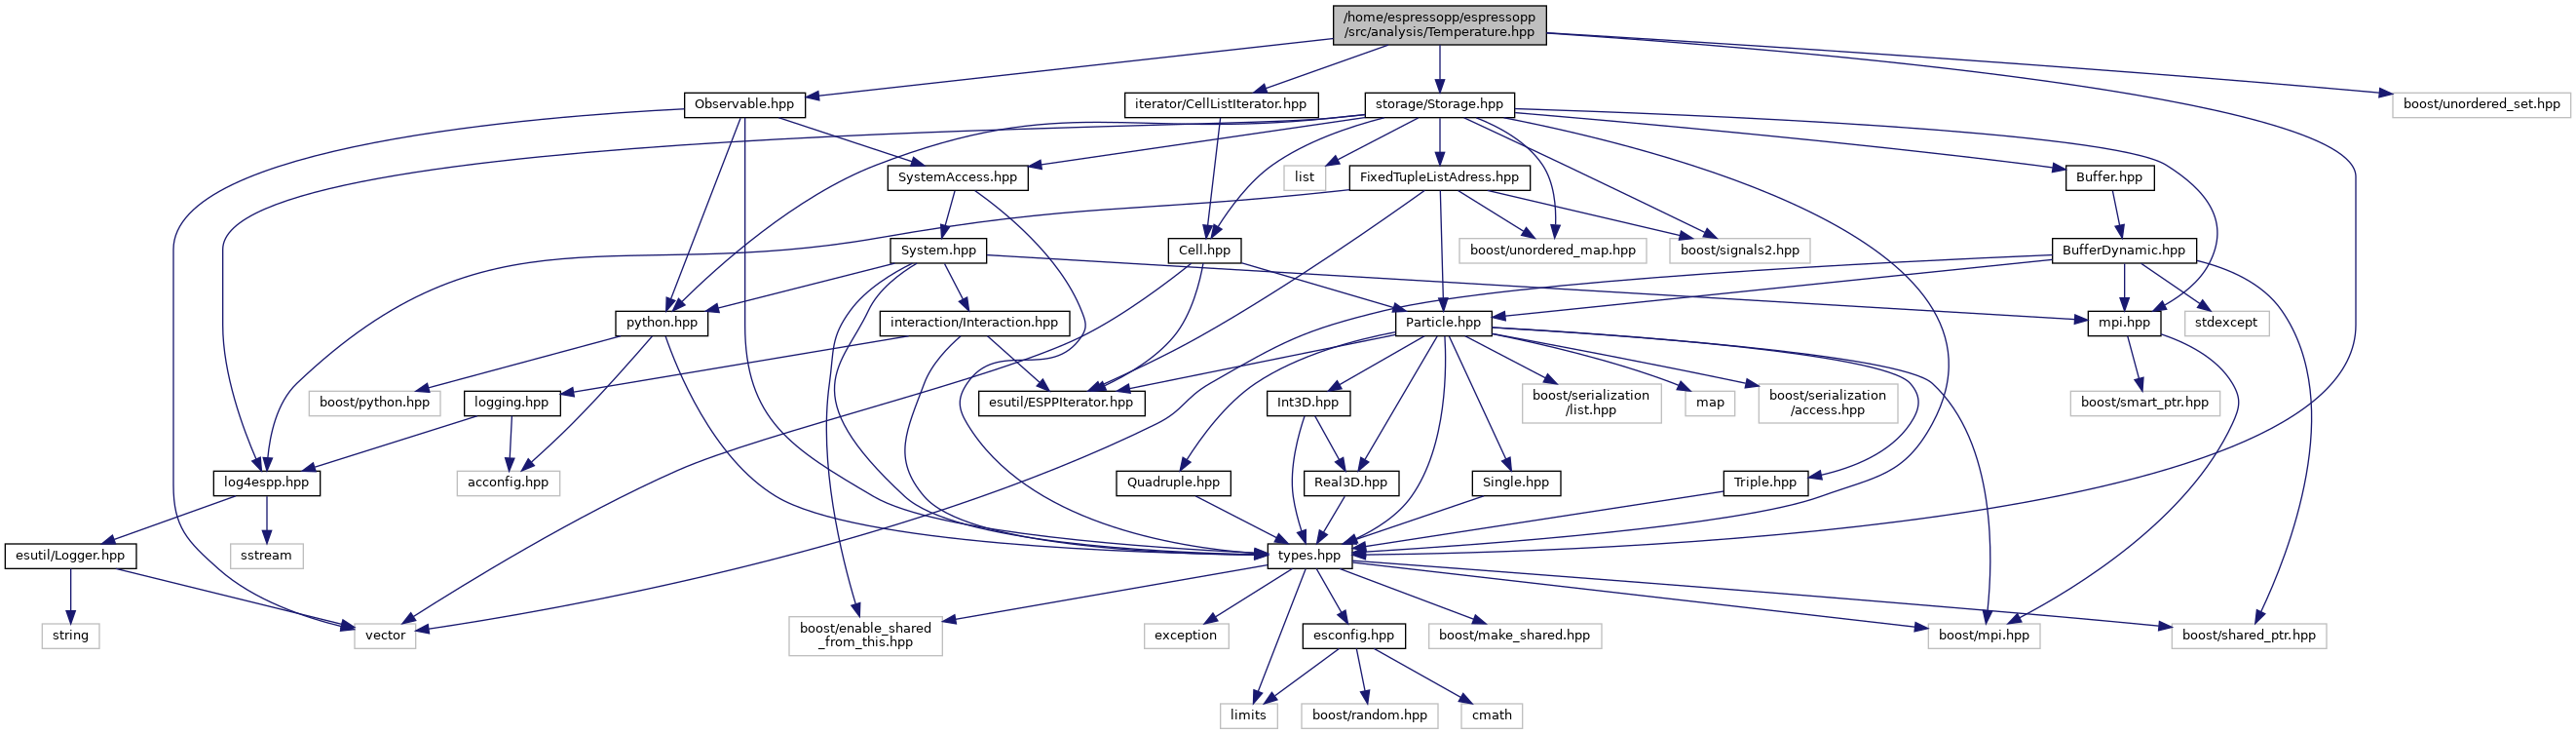 /home/espressopp/espressopp
/src/analysis/Temperature.hpp
Observable.hpp
iterator/CellListIterator.hpp
storage/Storage.hpp
boost/unordered_set.hpp
SystemAccess.hpp
list
FixedTupleListAdress.hpp
Buffer.hpp
System.hpp
Cell.hpp
boost/unordered_map.hpp
boost/signals2.hpp
BufferDynamic.hpp
python.hpp
interaction/Interaction.hpp
Particle.hpp
mpi.hpp
stdexcept
boost/python.hpp
logging.hpp
esutil/ESPPIterator.hpp
Int3D.hpp
boost/serialization
/list.hpp
map
boost/serialization
/access.hpp
boost/smart_ptr.hpp
log4espp.hpp
acconfig.hpp
Quadruple.hpp
Real3D.hpp
Single.hpp
Triple.hpp
esutil/Logger.hpp
sstream
types.hpp
string
vector
boost/enable_shared
_from_this.hpp
exception
esconfig.hpp
boost/make_shared.hpp
boost/mpi.hpp
boost/shared_ptr.hpp
limits
boost/random.hpp
cmath